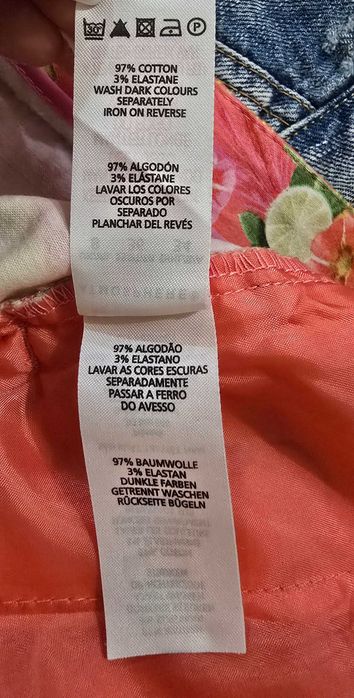 30°
P
97% COTTON
3% ELASTANE
WASH DARK COLOURS
SEPARATELY
IRON ON REVERSE
97% ALGODÓN
3% ELÁSTANE
LAVAR LOS COLORES
OSCUROS POR
SEPARADO
PLANCHAR DEL REVÉS
97% ALGODÃO
3% ELASTANO
LAVAR AS CORES ESCURAS
SEPARADAMENTE
PASSAR A FERRO
DO AVESSO
97% BAUMWOLLE
3% ELASTAN
DUNKLE FARBEN
GETRENNT WASCHEN
RÜCKSEITE BÜGELN